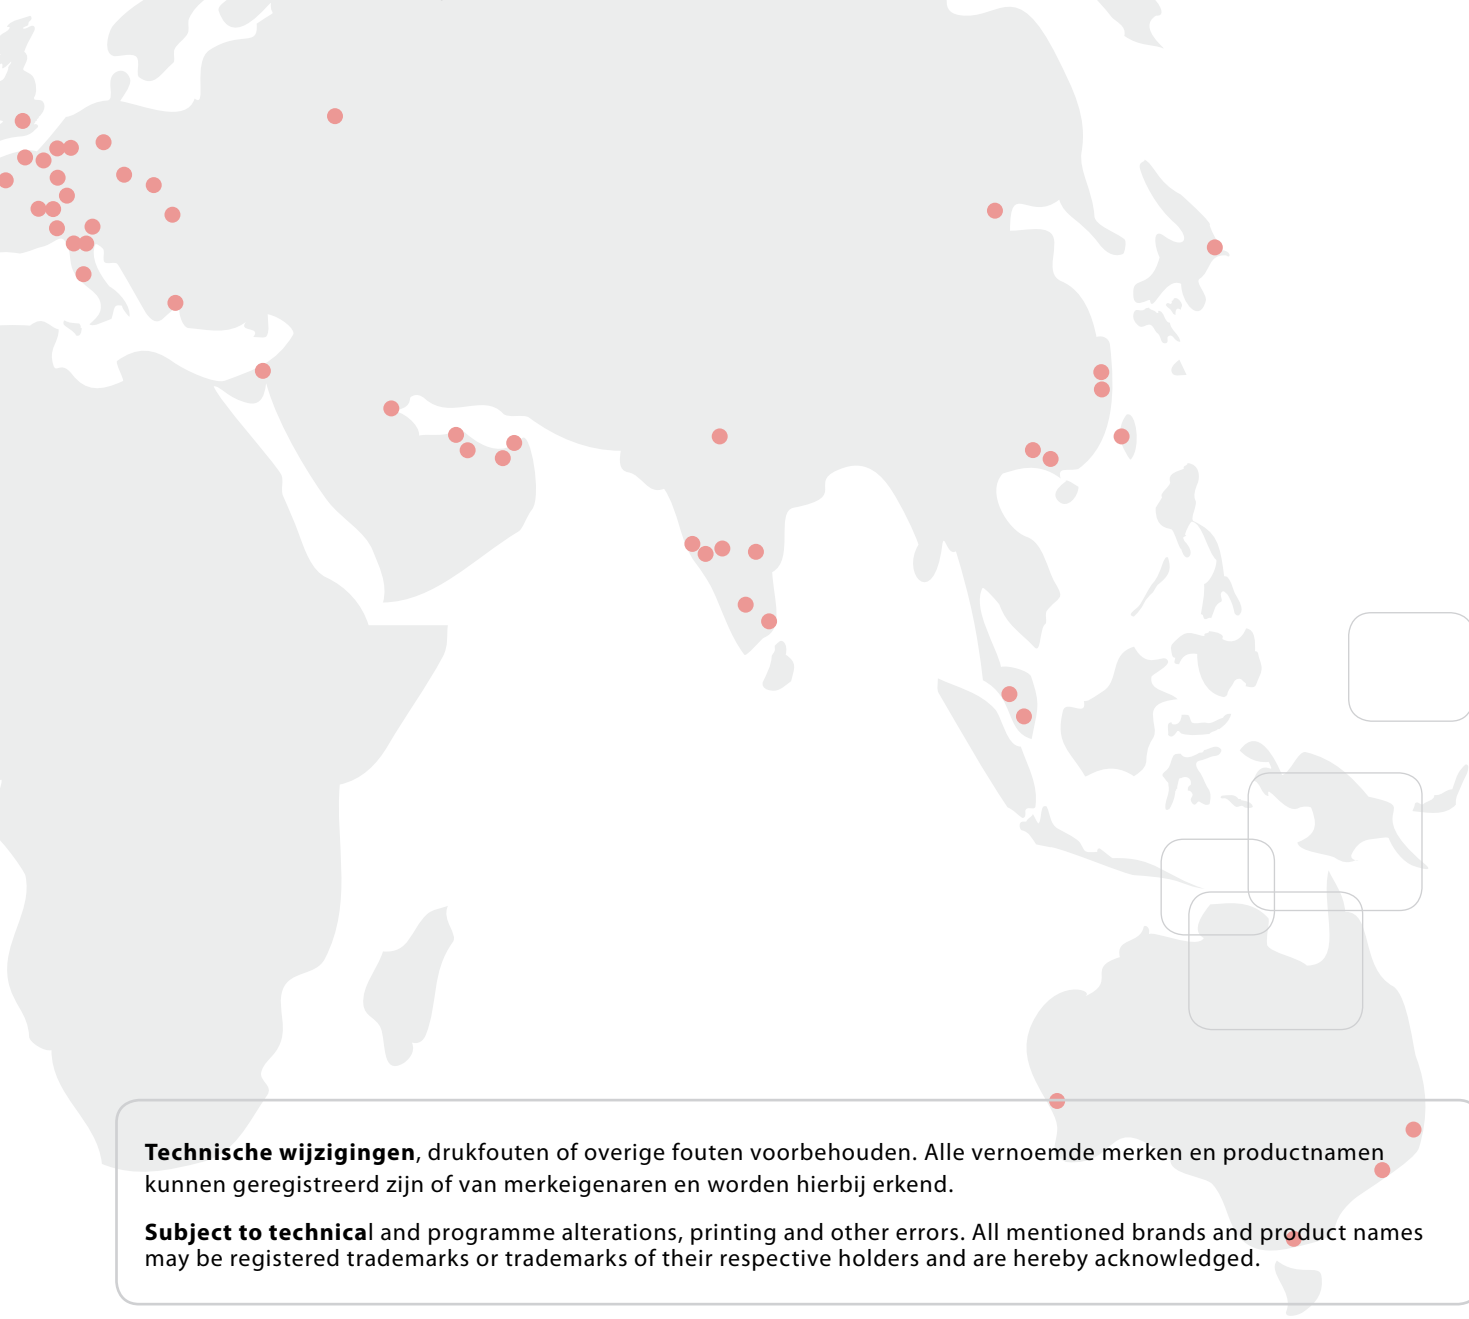 Technische wijzigingen, drukfouten of overige fouten voorbehouden. Alle vernoemde merken en productnamen
kunnen geregistreerd zijn of van merkeigenaren en worden hierbij erkend.
Subject to technical and programme alterations, printing and other errors. All mentioned brands and product names
may be registered trademarks or trademarks of their respective holders and are hereby acknowledged.